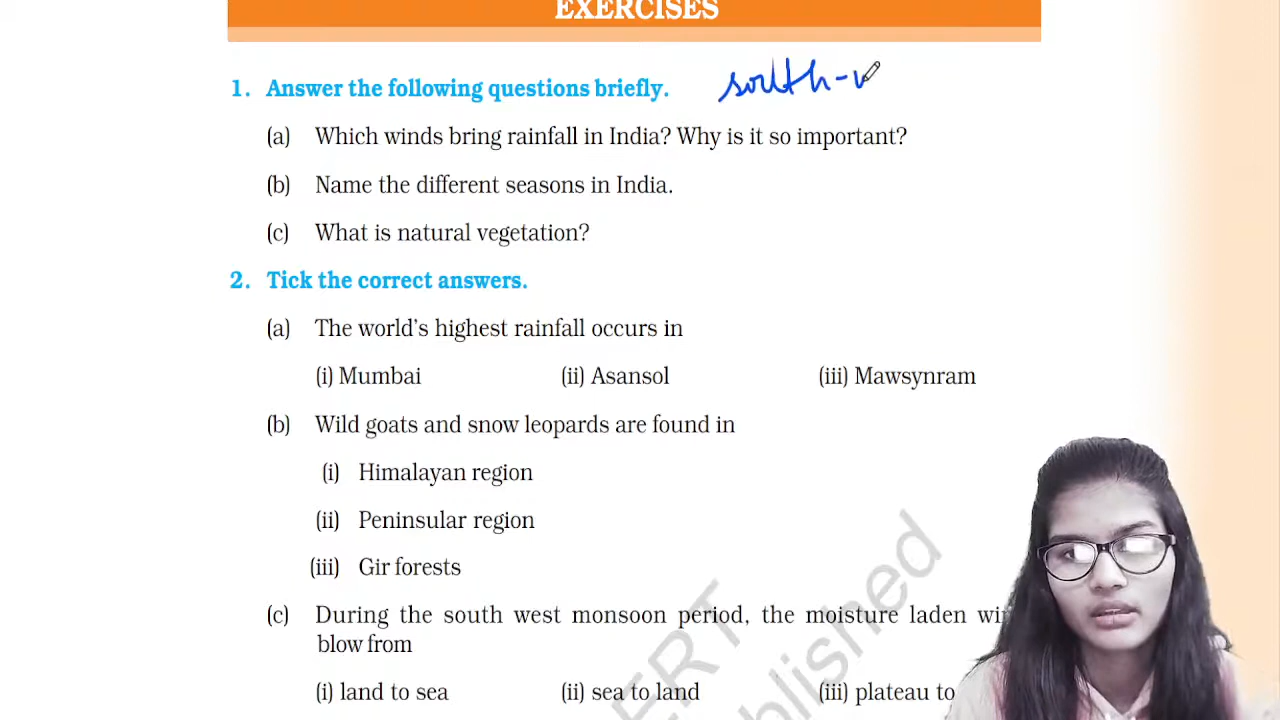 EXERCISES
1. Answer the following questions briefly. south-w
(a) Which winds bring rainfall in India? Why is it so important?
(b) Name the different seasons in India.
(c) What is natural vegetation?
2. Tick the correct answers.
(a) The world's highest rainfall occurs in
(i) Mumbai (ii) Asansol (iii) Mawsynram
(b) Wild goats and snow leopards are found in
(i) Himalayan region
(ii) Peninsular region
(iii) Gir forests
(c) During the south west monsoon period, the moisture laden
blow from
(i) land to sea (ii) sea to land (iii) plateau to